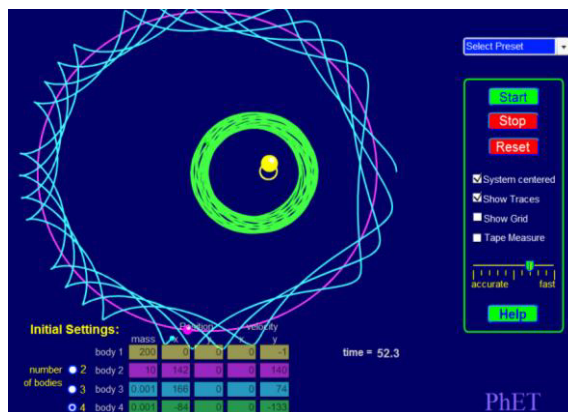 Select Preset
Start
Stop
Reset
System centered
Show Traces
Show Grid
Tape Measure
accurate fast
Help
Initial Settings:
Position velocity
mass x y x y
body 1 200 0 0 0 -1
number of bodies
2 body 2 10 142 0 0 140
3 body 3 0.001 166 0 0 74
4 body 4 0.001 -84 0 0 -133
time = 52.3
PhET